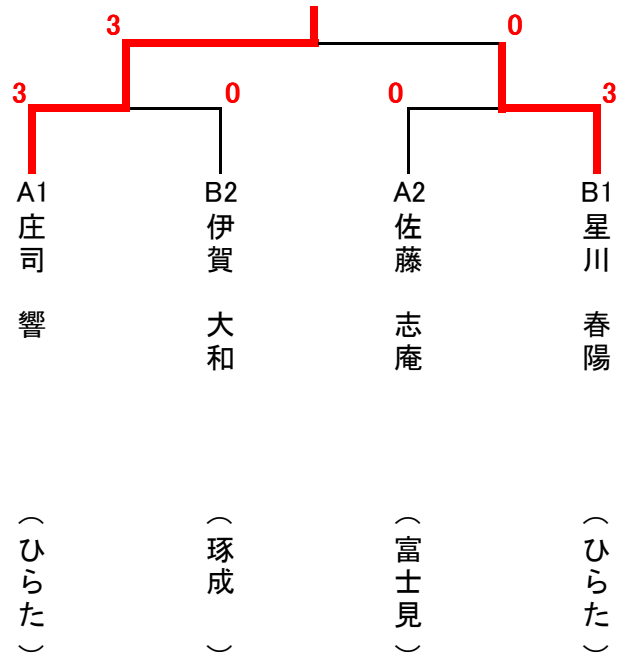 3 0
3 0 0 3
A1 B2 A2 B1
庄司 響 （ひらた）
伊賀 大和 （琢成 ）
佐藤 志庵 （富士見）
星川 春陽 （ひらた）